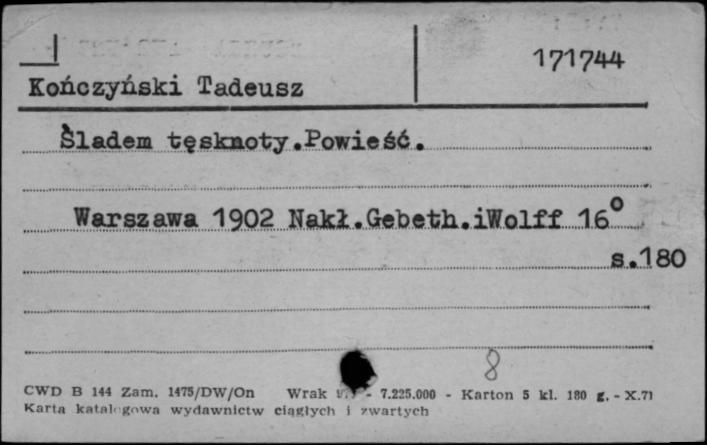 171744
Kończyński Tadeusz
Śladem tęsknoty.Powieść.
Warszawa 1902 Nakł.Gebeth.iWolff 16°
s.180
8
CWD B 144 Zam. 1475/DW/On Wrak - 7.225.000 - Karton 5 kl. 180 g. - X.71
Karta katalogowa wydawnictw ciągłych i zwartych